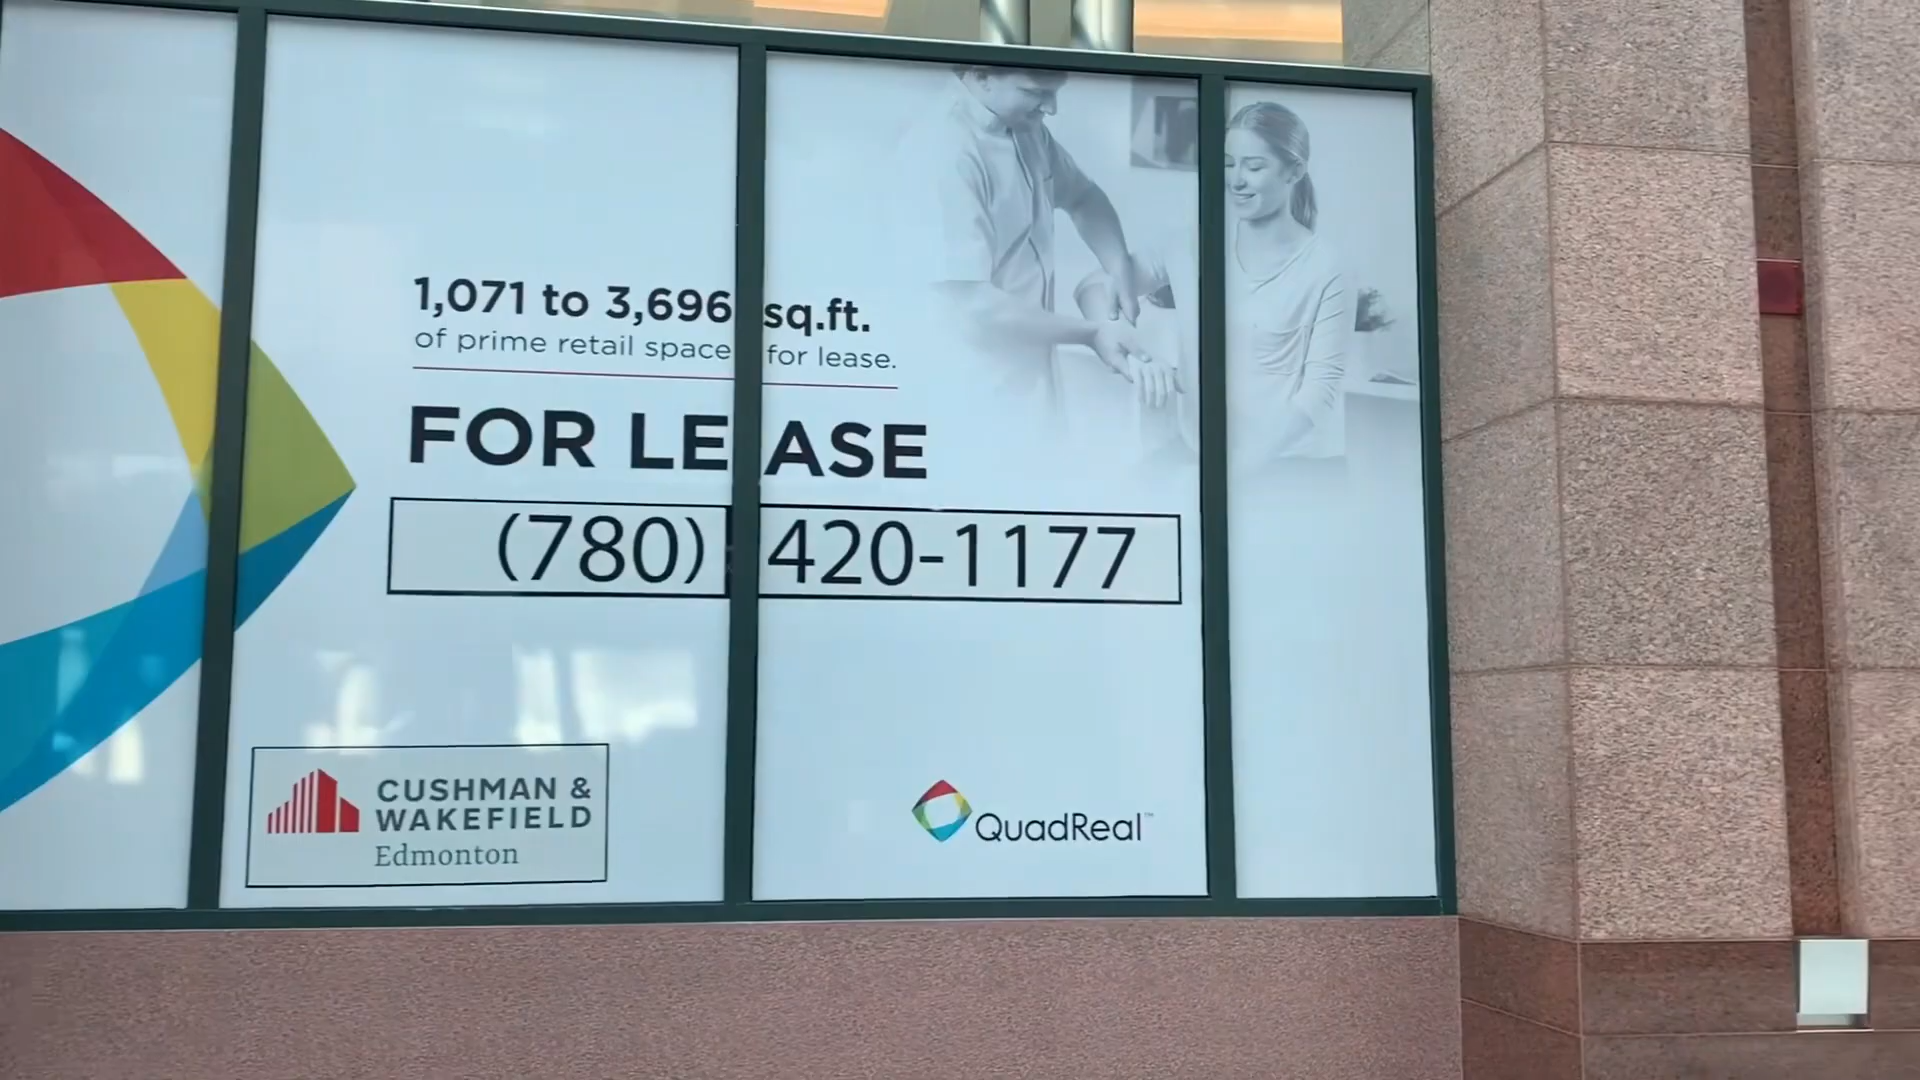 1,071 to 3,696 sq.ft.
of prime retail space for lease.
FOR LEASE
(780) 420-1177
CUSHMAN &
WAKEFIELD
Edmonton
QuadReal™